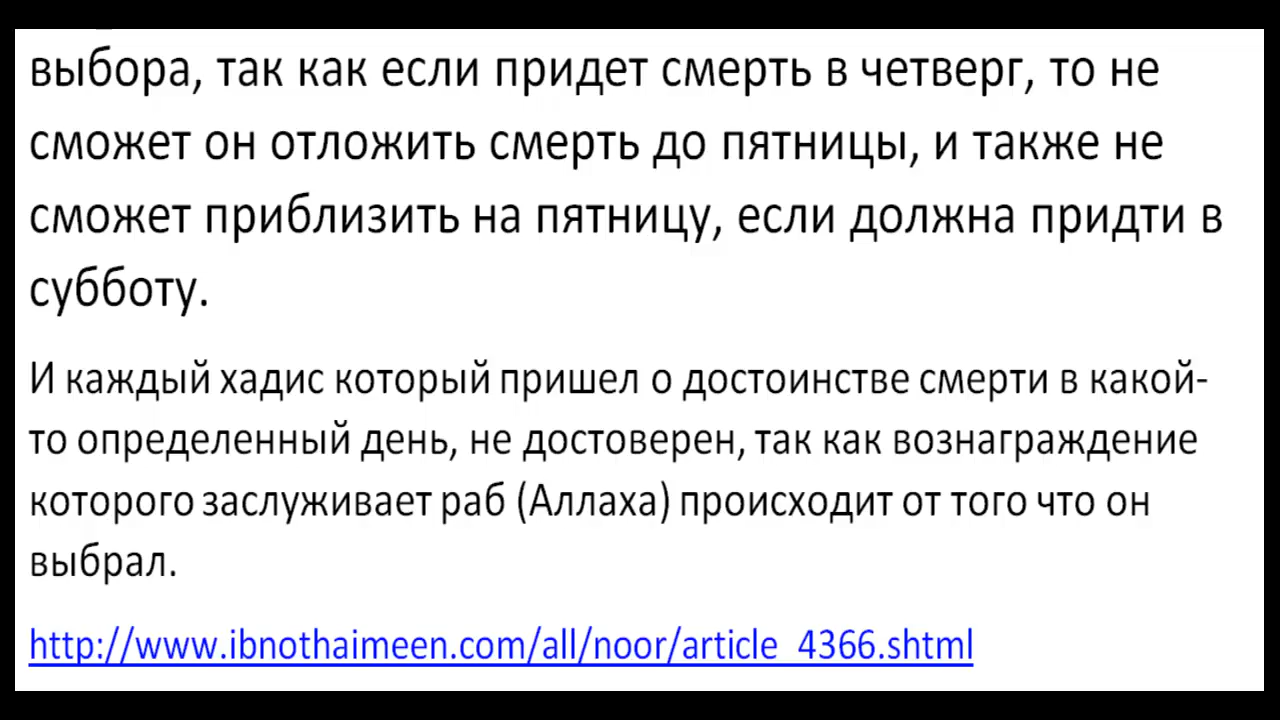 выбора, так как если придет смерть в четверг, то не
сможет он отложить смерть до пятницы, и также не
сможет приблизить на пятницу, если должна придти в
субботу.
И каждый хадис который пришел о достоинстве смерти в какой-
то определенный день, не достоверен, так как вознаграждение
которого заслуживает раб (Аллаха) происходит от того что он
выбрал.
http://www.ibnothaimeen.com/all/noor/article_4366.shtml